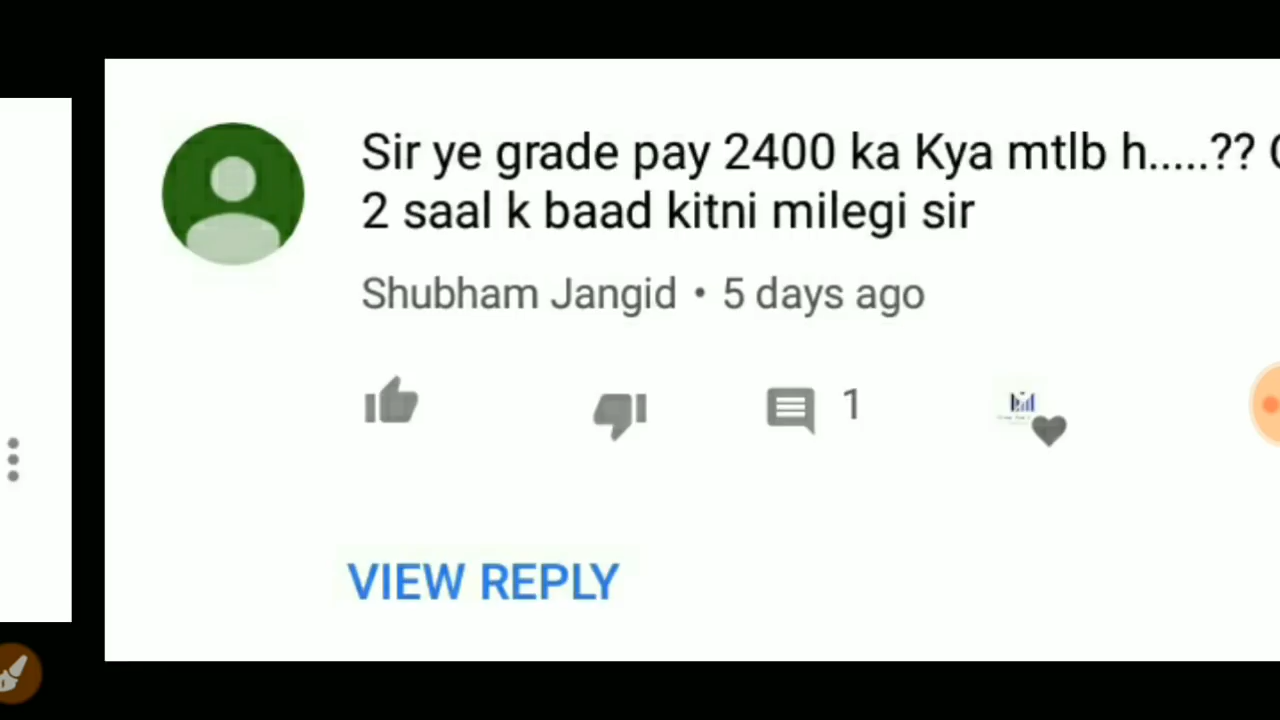 Sir ye grade pay 2400 ka Kya mtlb h.....??
2 saal k baad kitni milegi sir
Shubham Jangid • 5 days ago
1
VIEW REPLY